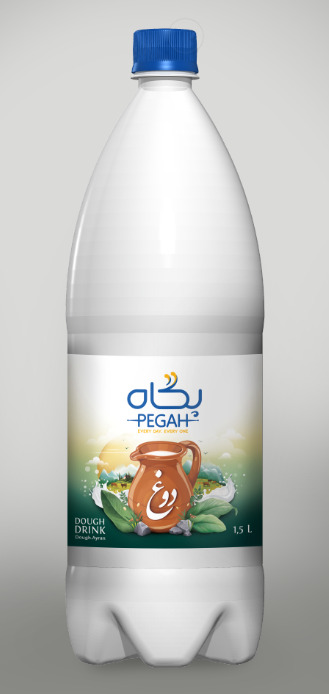 پگاه
PEGAH
EVERY DAY EVERY ONE
دوغ
DOUGH
DRINK
Dough Ayran
1,5 L